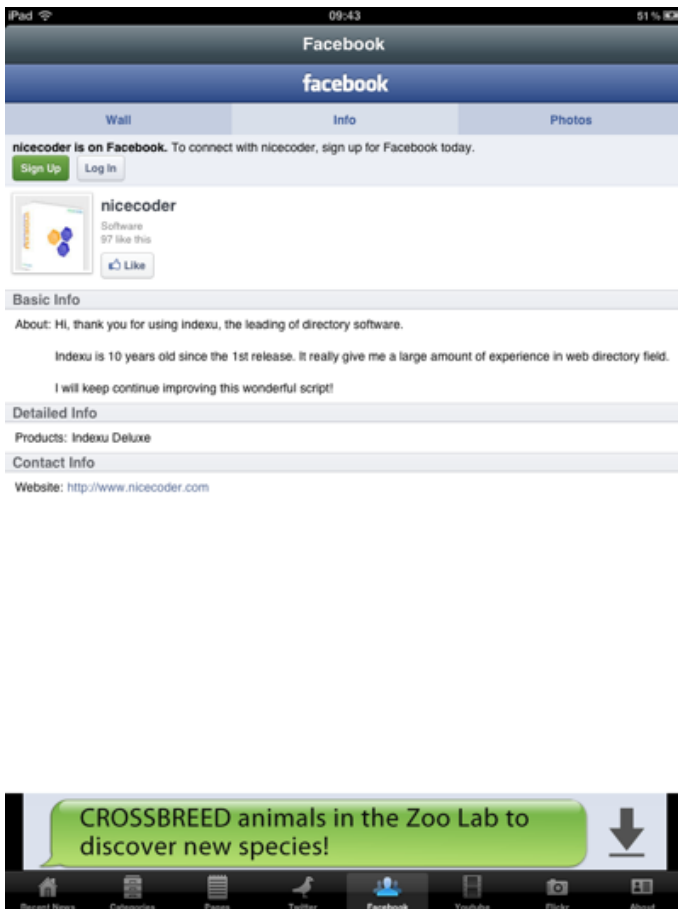 iPad 09:43 51 %
Facebook
facebook
Wall Info Photos
nicecoder is on Facebook. To connect with nicecoder, sign up for Facebook today.
Sign Up Log In
nicecoder
Software
97 like this
Like
Basic Info
About: Hi, thank you for using indexu, the leading of directory software.
Indexu is 10 years old since the 1st release. It really give me a large amount of experience in web directory field.
I will keep continue improving this wonderful script!
Detailed Info
Products: Indexu Deluxe
Contact Info
Website: http://www.nicecoder.com
CROSSBREED animals in the Zoo Lab to
discover new species!
Recent News Categories Pages Twitter Facebook Youtube Flickr About